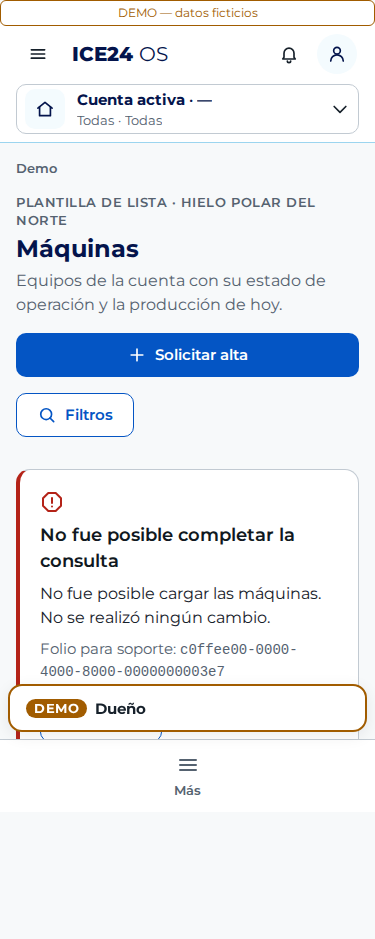 DEMO — datos ficticios
ICE24 OS
Cuenta activa · —
Todas · Todas
Demo
PLANTILLA DE LISTA · HIELO POLAR DEL
NORTE
Máquinas
Equipos de la cuenta con su estado de
operación y la producción de hoy.
Solicitar alta
Filtros
No fue posible completar la
consulta
No fue posible cargar las máquinas.
No se realizó ningún cambio.
Folio para soporte: c0ffee00-0000-
4000-8000-0000000003e7
DEMO Dueño
Más